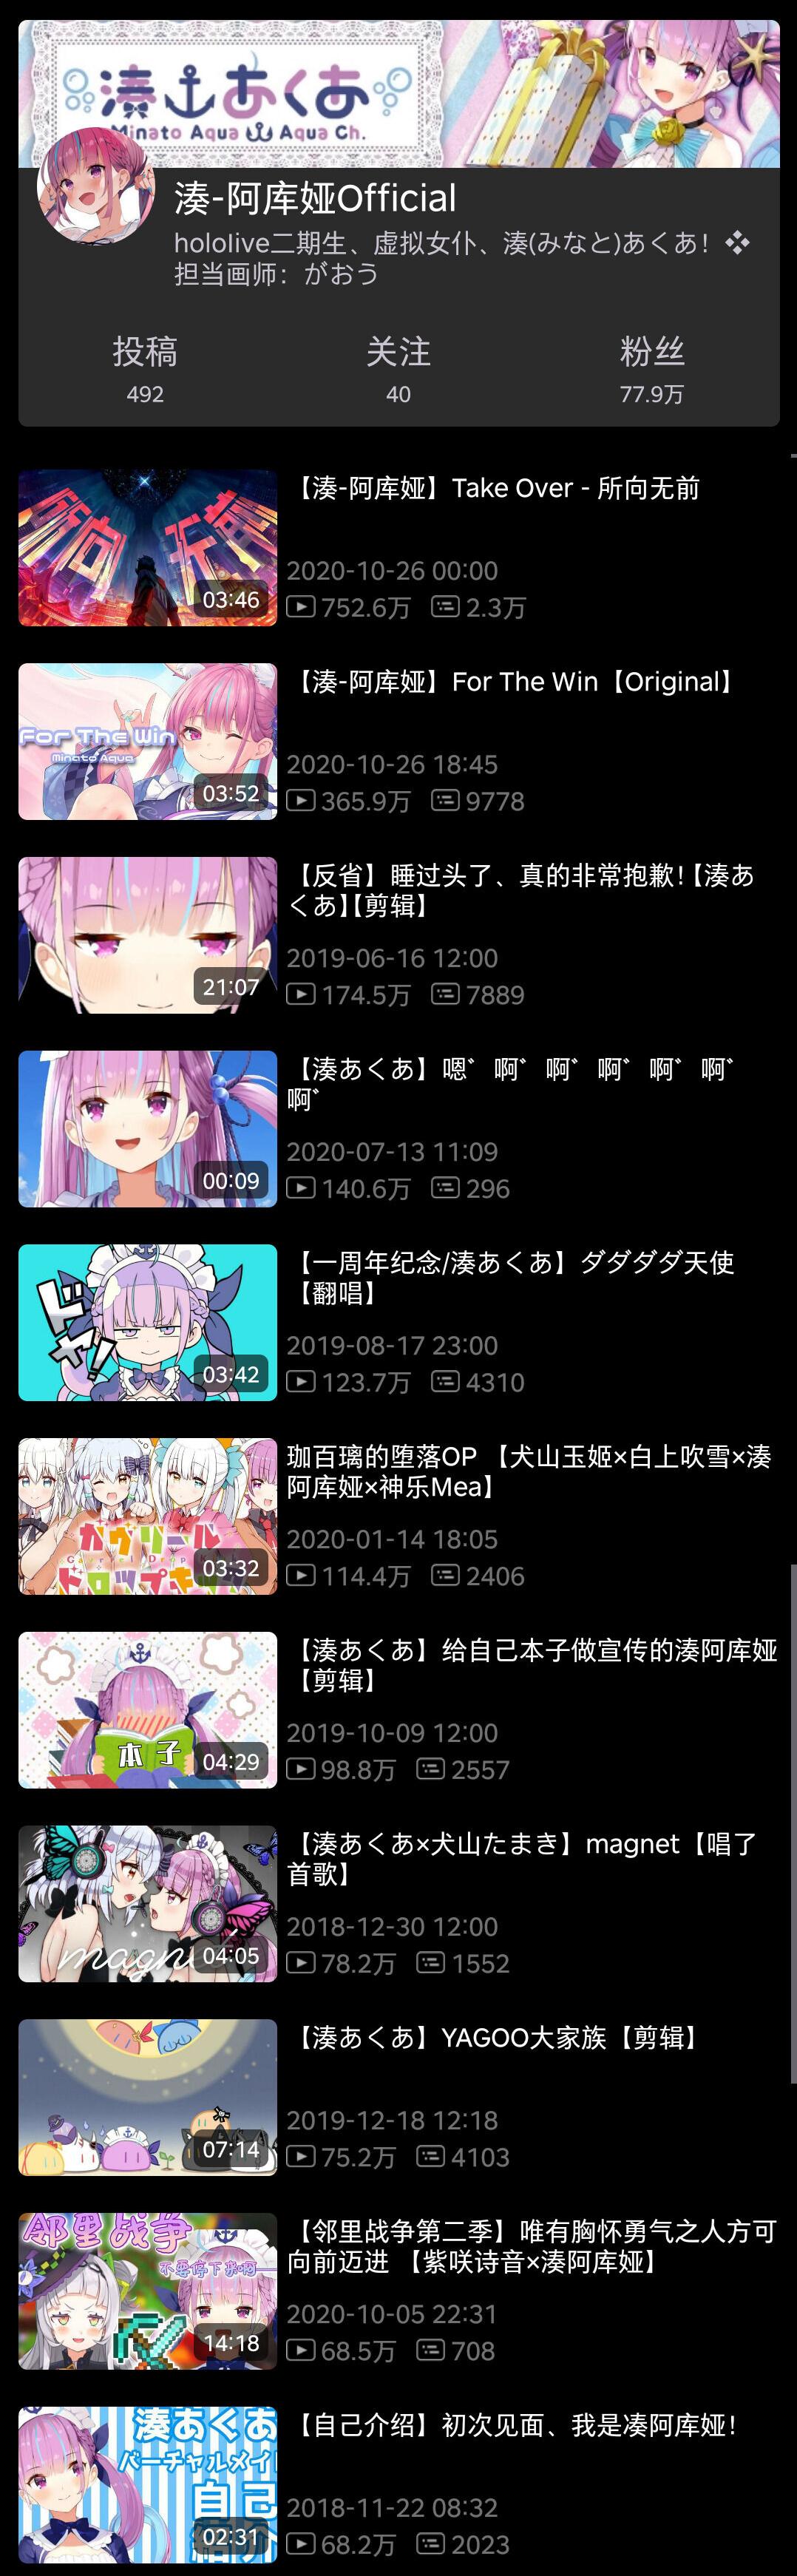 湊あくあ
Minato Aqua Aqua Ch.
湊-阿库娅Official
hololive二期生、虚拟女仆、湊(みなと)あくあ！
担当画师：がおう
投稿 关注 粉丝
492 40 77.9万
所向无前
03:46
【湊-阿库娅】Take Over - 所向无前
2020-10-26 00:00
752.6万 2.3万
For The Win
Minato Aqua
03:52
【湊-阿库娅】For The Win【Original】
2020-10-26 18:45
365.9万 9778
21:07
【反省】睡过头了、真的非常抱歉！【湊あ
くあ】【剪辑】
2019-06-16 12:00
174.5万 7889
00:09
【湊あくあ】嗯゛啊゛啊゛啊゛啊゛啊゛
啊゛
2020-07-13 11:09
140.6万 296
ドヤ!
03:42
【一周年纪念/湊あくあ】ダダダダ天使
【翻唱】
2019-08-17 23:00
123.7万 4310
ガヴリール
ドロップキック
03:32
珈百璃的堕落OP 【犬山玉姬×白上吹雪×湊
阿库娅×神乐Mea】
2020-01-14 18:05
114.4万 2406
本子
04:29
【湊あくあ】给自己本子做宣传的湊阿库娅
【剪辑】
2019-10-09 12:00
98.8万 2557
magn
04:05
【湊あくあ×犬山たまき】magnet【唱了
首歌】
2018-12-30 12:00
78.2万 1552
07:14
【湊あくあ】YAGOO大家族【剪辑】
2019-12-18 12:18
75.2万 4103
邻里战争
不要停下来啊
14:18
【邻里战争第二季】唯有胸怀勇气之人方可
向前迈进 【紫咲诗音×湊阿库娅】
2020-10-05 22:31
68.5万 708
湊あくあ
バーチャルメイ
自己
紹介
02:31
【自己介绍】初次见面、我是凑阿库娅！
2018-11-22 08:32
68.2万 2023